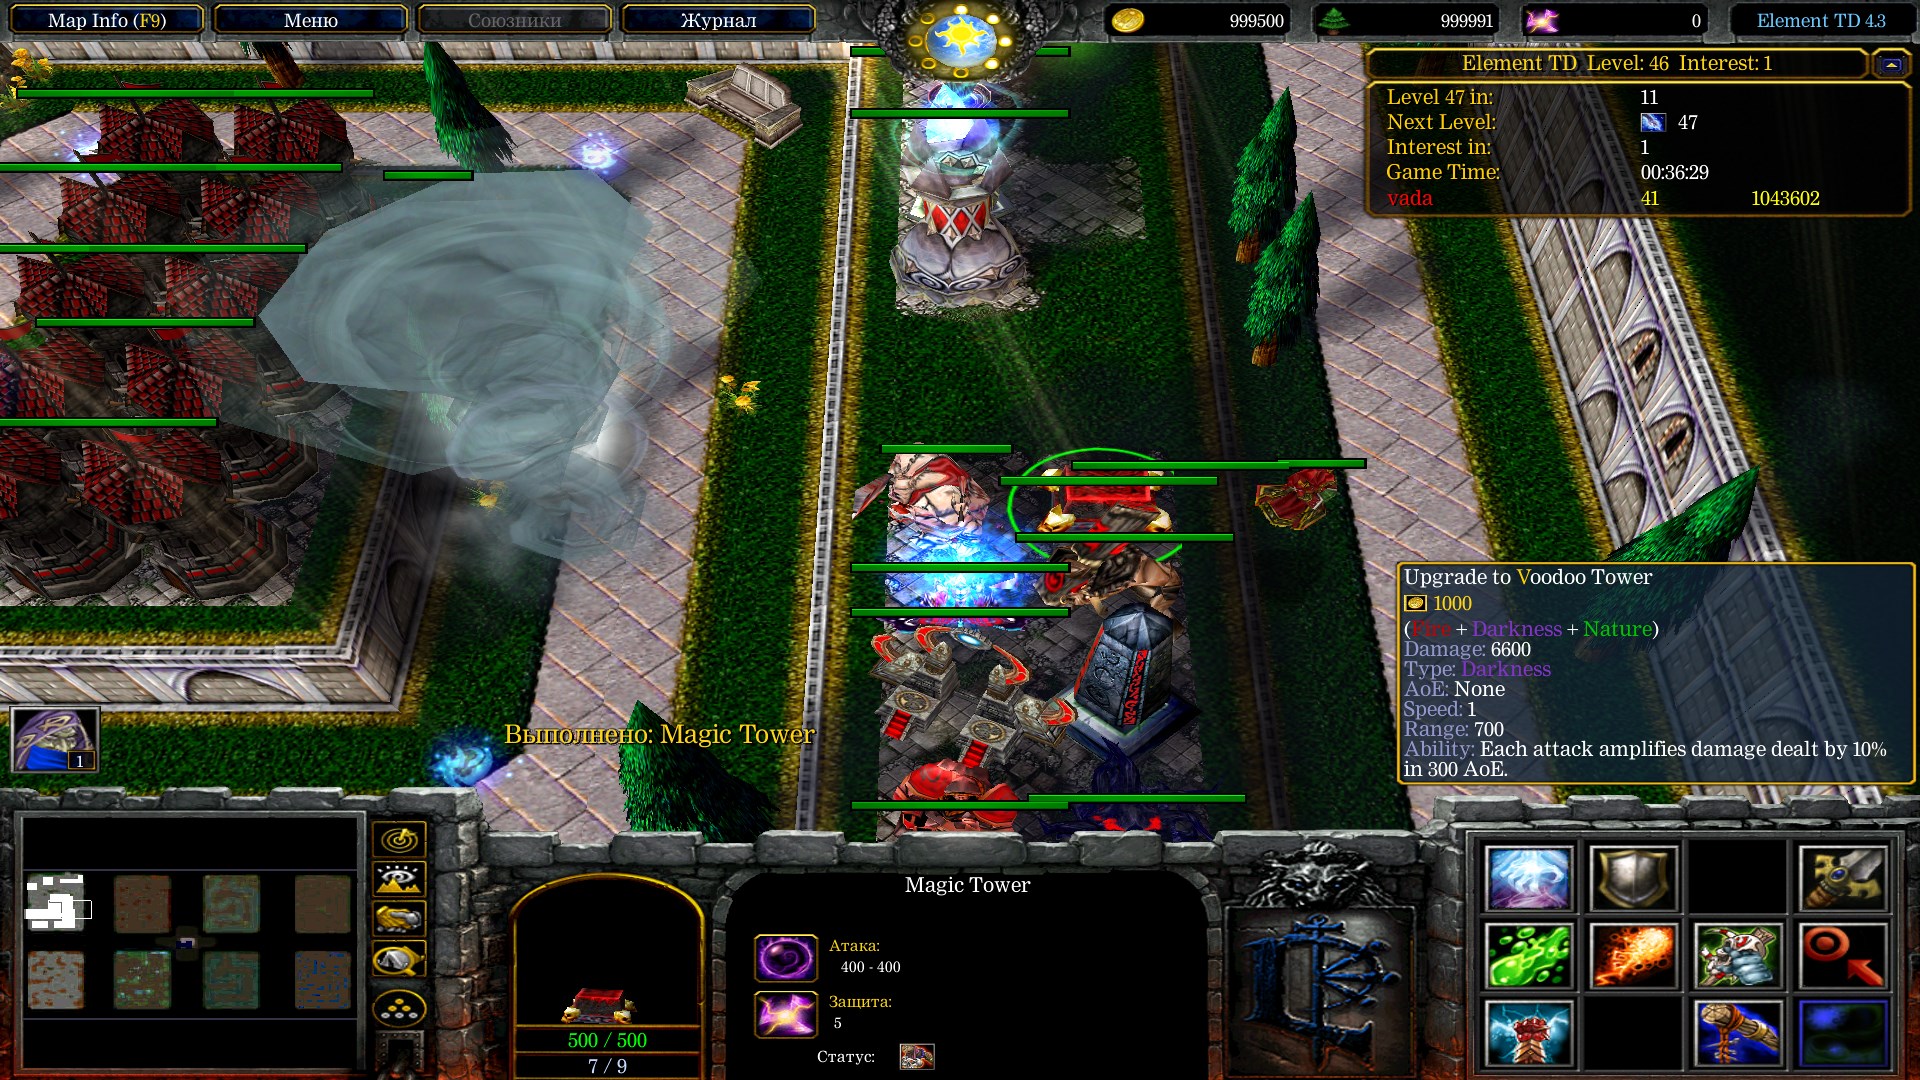 Map Info (F9)
Меню
Союзники
Журнал
999500
999991
0
Element TD 4.3
Element TD Level: 46 Interest: 1
Level 47 in: 11
Next Level: 47
Interest in: 1
Game Time: 00:36:29
vada 41 1043602
Upgrade to Voodoo Tower
1000
(Fire + Darkness + Nature)
Damage: 6600
Type: Darkness
AoE: None
Speed: 1
Range: 700
Ability: Each attack amplifies damage dealt by 10%
in 300 AoE.
Выполнено: Magic Tower
1
Magic Tower
Атака:
400 - 400
Защита:
5
Статус:
500 / 500
7 / 9